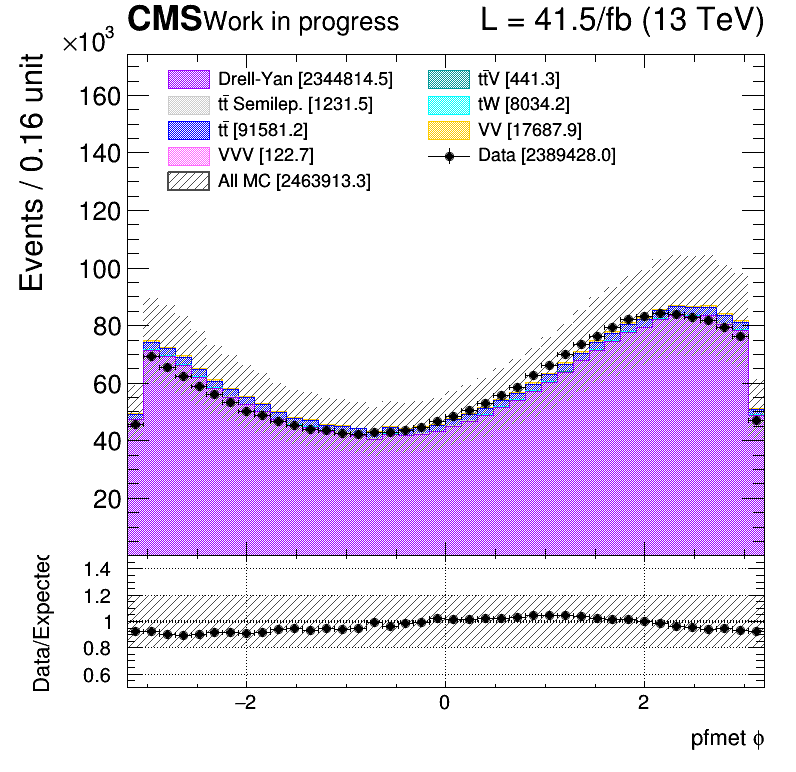 CMS Work in progress L = 41.5/fb (13 TeV)
×10³
Events / 0.16 unit
Drell-Yan [2344814.5]
tt̄ Semilep. [1231.5]
tt̄ [91581.2]
VVV [122.7]
All MC [2463913.3]
tt̄V [441.3]
tW [8034.2]
VV [17687.9]
Data [2389428.0]
160
140
120
100
80
60
40
20
Data/Expected
1.4
1.2
1
0.8
0.6
−2 0 2
pfmet ϕ